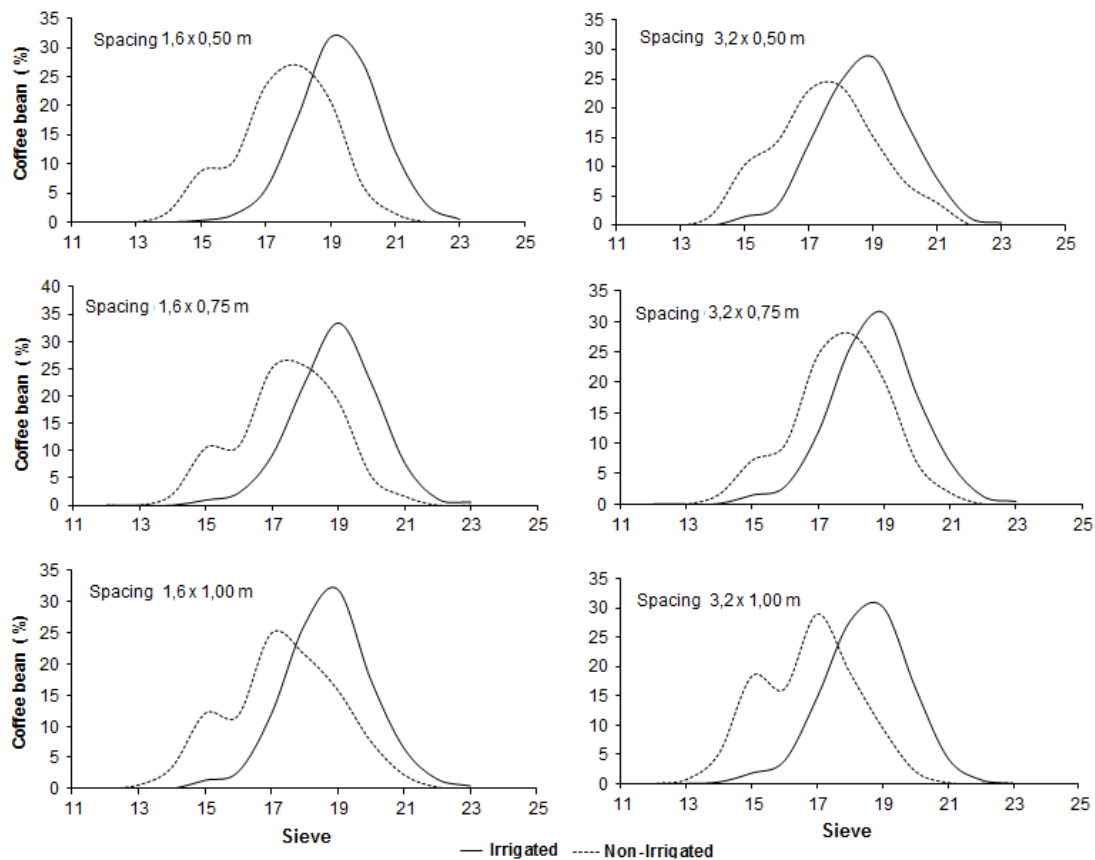 Spacing 1,6 x 0,50 m
Coffee bean ( %)
35
30
25
20
15
10
5
0
11 13 15 17 19 21 23 25
Spacing 3,2 x 0,50 m
35
30
25
20
15
10
5
0
11 13 15 17 19 21 23 25
Spacing 1,6 x 0,75 m
Coffee bean ( %)
40
35
30
25
20
15
10
5
0
11 13 15 17 19 21 23 25
Spacing 3,2 x 0,75 m
35
30
25
20
15
10
5
0
11 13 15 17 19 21 23 25
Spacing 1,6 x 1,00 m
Coffee bean ( %)
35
30
25
20
15
10
5
0
11 13 15 17 19 21 23 25
Sieve
Spacing 3,2 x 1,00 m
35
30
25
20
15
10
5
0
11 13 15 17 19 21 23 25
Sieve
Irrigated Non-Irrigated